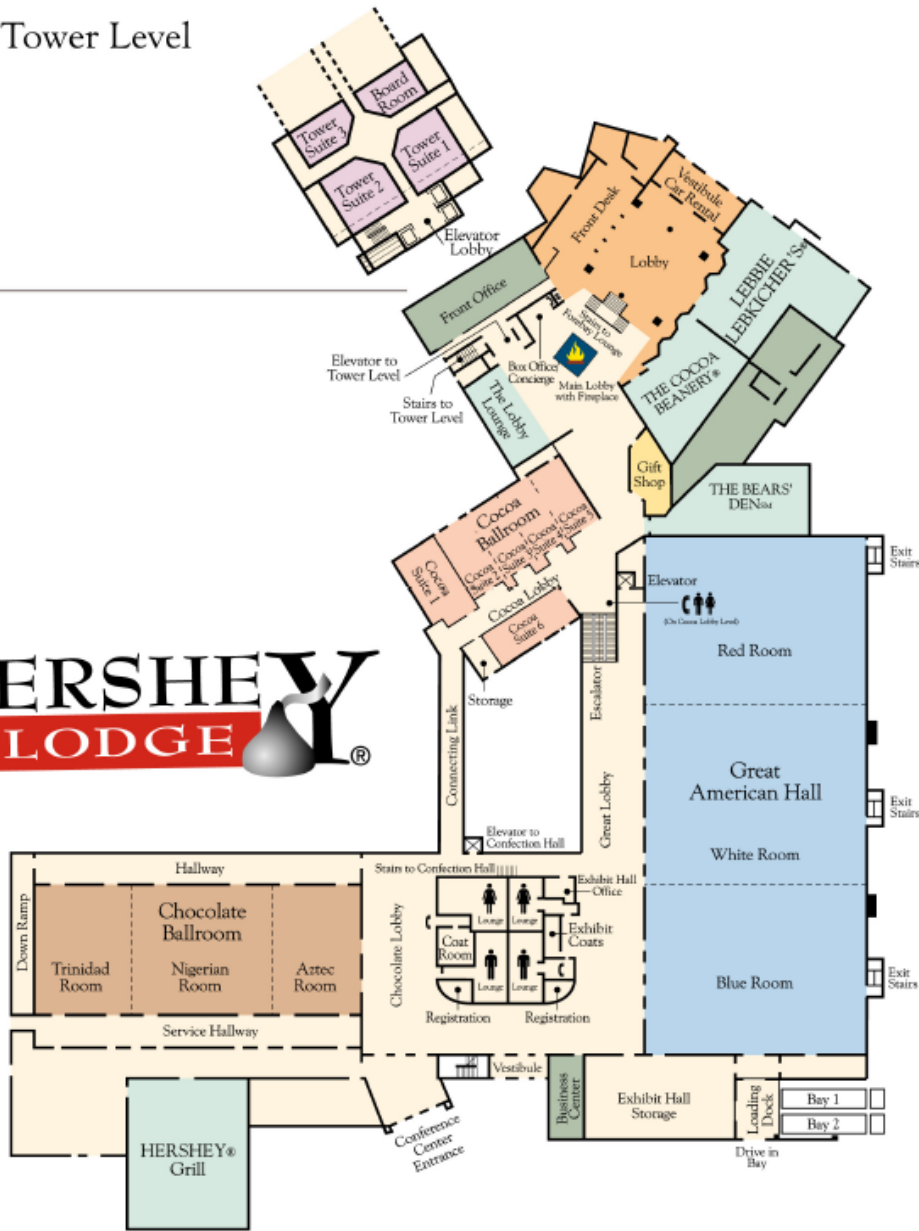 Tower Level
Board
Room
Tower
Suite 3
Tower
Suite 1
Tower
Suite 2
Elevator
Lobby
Vestibule
Car Rental
Front Desk
Lobby
LEBBIE
LEBKICHER'S℠
Front Office
Stairs to
Forebay Lounge
Elevator to
Tower Level
Box Office/
Concierge
Main Lobby
with Fireplace
THE COCOA
BEANERY®
Stairs to
Tower Level
The Lobby
Lounge
Gift
Shop
THE BEARS'
DEN℠
Cocoa
Ballroom
Cocoa
Suite 1
Cocoa
Suite 2
Cocoa
Suite 3
Cocoa
Suite 4
Cocoa
Suite 5
Exit
Stairs
Elevator
(On Cocoa Lobby Level)
Cocoa Lobby
Cocoa
Suite 6
Red Room
Storage
Escalator
ERSHEY
LODGE
®
Connecting Link
Great Lobby
Great
American Hall
Exit
Stairs
Elevator to
Confection Hall
White Room
Hallway
Stairs to Confection Hall
Exhibit Hall
Office
Down Ramp
Chocolate
Ballroom
Chocolate Lobby
Lounge
Lounge
Exhibit
Coats
Coat
Room
Trinidad
Room
Nigerian
Room
Aztec
Room
Lounge
Lounge
Blue Room
Exit
Stairs
Registration
Registration
Service Hallway
Vestibule
Business
Center
Exhibit Hall
Storage
Loading
Dock
Bay 1
Bay 2
Conference
Center
Entrance
Drive in
Bay
HERSHEY®
Grill